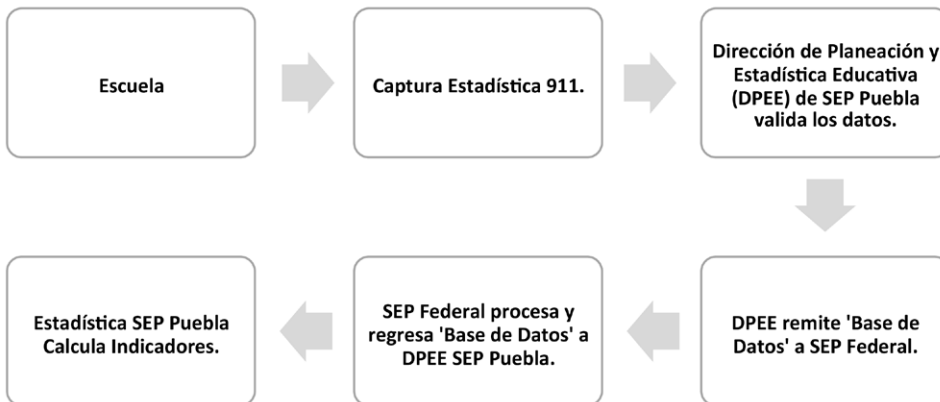 Escuela
Captura Estadística 911.
Dirección de Planeación y
Estadística Educativa
(DPEE) de SEP Puebla
valida los datos.
DPEE remite 'Base de
Datos' a SEP Federal.
SEP Federal procesa y
regresa 'Base de Datos' a
DPEE SEP Puebla.
Estadística SEP Puebla
Calcula Indicadores.